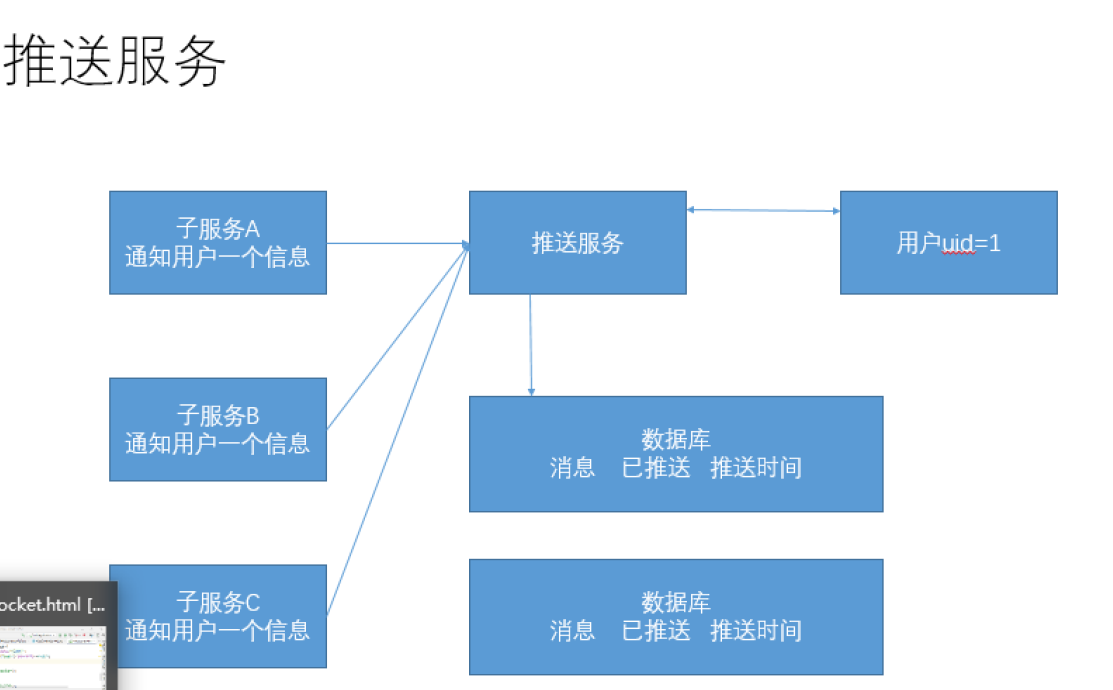 推送服务
子服务A
通知用户一个信息
推送服务
用户uid=1
子服务B
通知用户一个信息
数据库
消息 已推送 推送时间
子服务C
通知用户一个信息
数据库
消息 已推送 推送时间
ocket.html [...